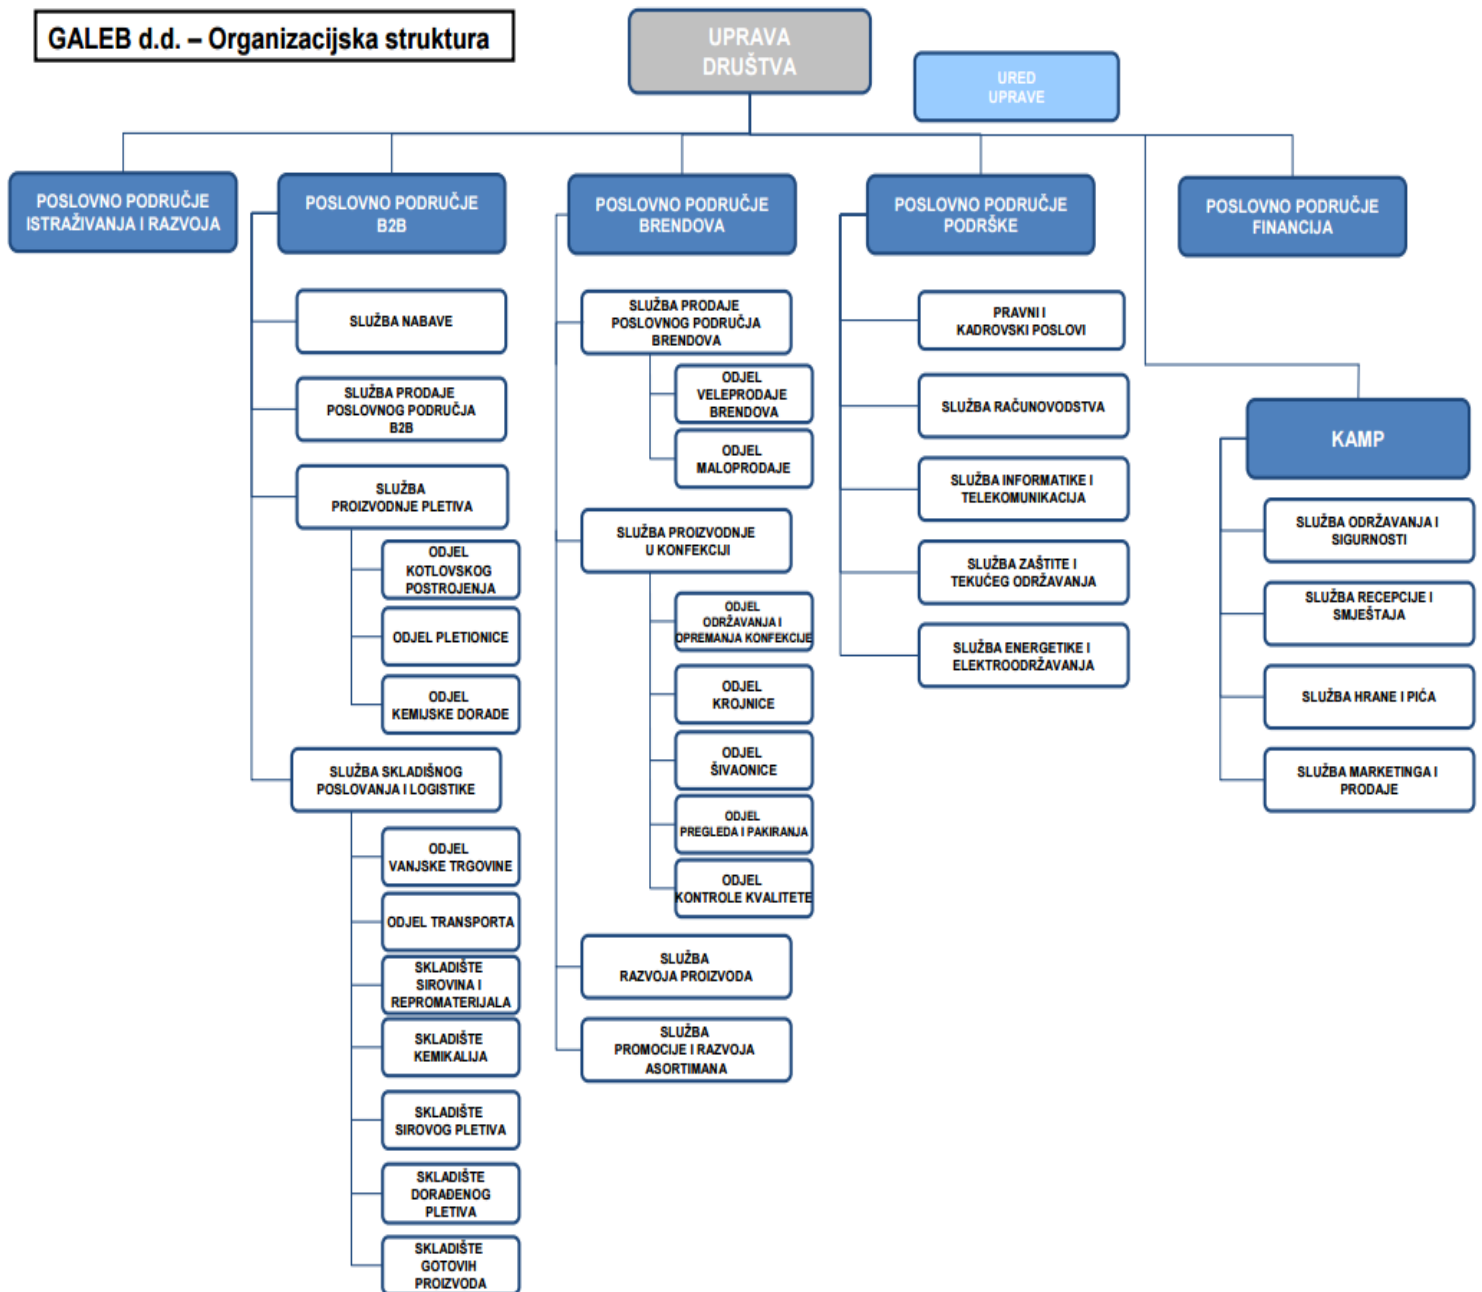 GALEB d.d. – Organizacijska struktura
UPRAVA
DRUŠTVA
URED
UPRAVE
POSLOVNO PODRUČJE
ISTRAŽIVANJA I RAZVOJA
POSLOVNO PODRUČJE
B2B
SLUŽBA NABAVE
SLUŽBA PRODAJE
POSLOVNOG PODRUČJA
B2B
SLUŽBA
PROIZVODNJE PLETIVA
ODJEL
KOTLOVSKOG
POSTROJENJA
ODJEL PLETIONICE
ODJEL
KEMIJSKE DORADE
SLUŽBA SKLADIŠNOG
POSLOVANJA I LOGISTIKE
ODJEL
VANJSKE TRGOVINE
ODJEL TRANSPORTA
SKLADIŠTE
SIROVINA I
REPROMATERIJALA
SKLADIŠTE
KEMIKALIJA
SKLADIŠTE
SIROVOG PLETIVA
SKLADIŠTE
DORAĐENOG
PLETIVA
SKLADIŠTE
GOTOVIH
PROIZVODA
POSLOVNO PODRUČJE
BRENDOVA
SLUŽBA PRODAJE
POSLOVNOG PODRUČJA
BRENDOVA
ODJEL
VELEPRODAJE
BRENDOVA
ODJEL
MALOPRODAJE
SLUŽBA PROIZVODNJE
U KONFEKCIJI
ODJEL
ODRŽAVANJA I
OPREMANJA KONFEKCIJE
ODJEL
KROJNICE
ODJEL
ŠIVAONICE
ODJEL
PREGLEDA I PAKIRANJA
ODJEL
KONTROLE KVALITETE
SLUŽBA
RAZVOJA PROIZVODA
SLUŽBA
PROMOCIJE I RAZVOJA
ASORTIMANA
POSLOVNO PODRUČJE
PODRŠKE
PRAVNI I
KADROVSKI POSLOVI
SLUŽBA RAČUNOVODSTVA
SLUŽBA INFORMATIKE I
TELEKOMUNIKACIJA
SLUŽBA ZAŠTITE I
TEKUĆEG ODRŽAVANJA
SLUŽBA ENERGETIKE I
ELEKTROODRŽAVANJA
POSLOVNO PODRUČJE
FINANCIJA
KAMP
SLUŽBA ODRŽAVANJA I
SIGURNOSTI
SLUŽBA RECEPCIJE I
SMJEŠTAJA
SLUŽBA HRANE I PIĆA
SLUŽBA MARKETINGA I
PRODAJE